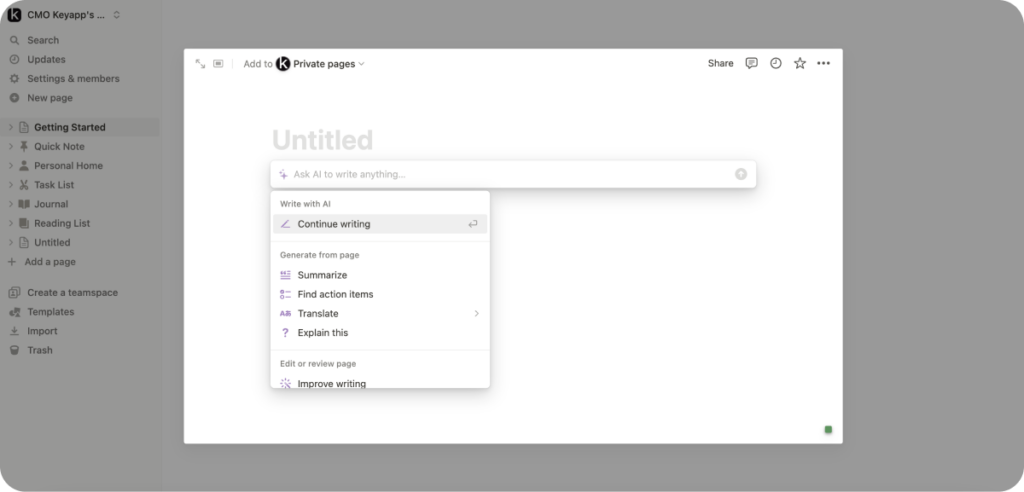 CMO Keyapp's ...
Search
Updates
Settings & members
New page
Getting Started
Quick Note
Personal Home
Task List
Journal
Reading List
Untitled
Add a page
Create a teamspace
Templates
Import
Trash
Add to Private pages
Share
Untitled
Ask AI to write anything...
Write with AI
Continue writing
Generate from page
Summarize
Find action items
Translate
Explain this
Edit or review page
Improve writing